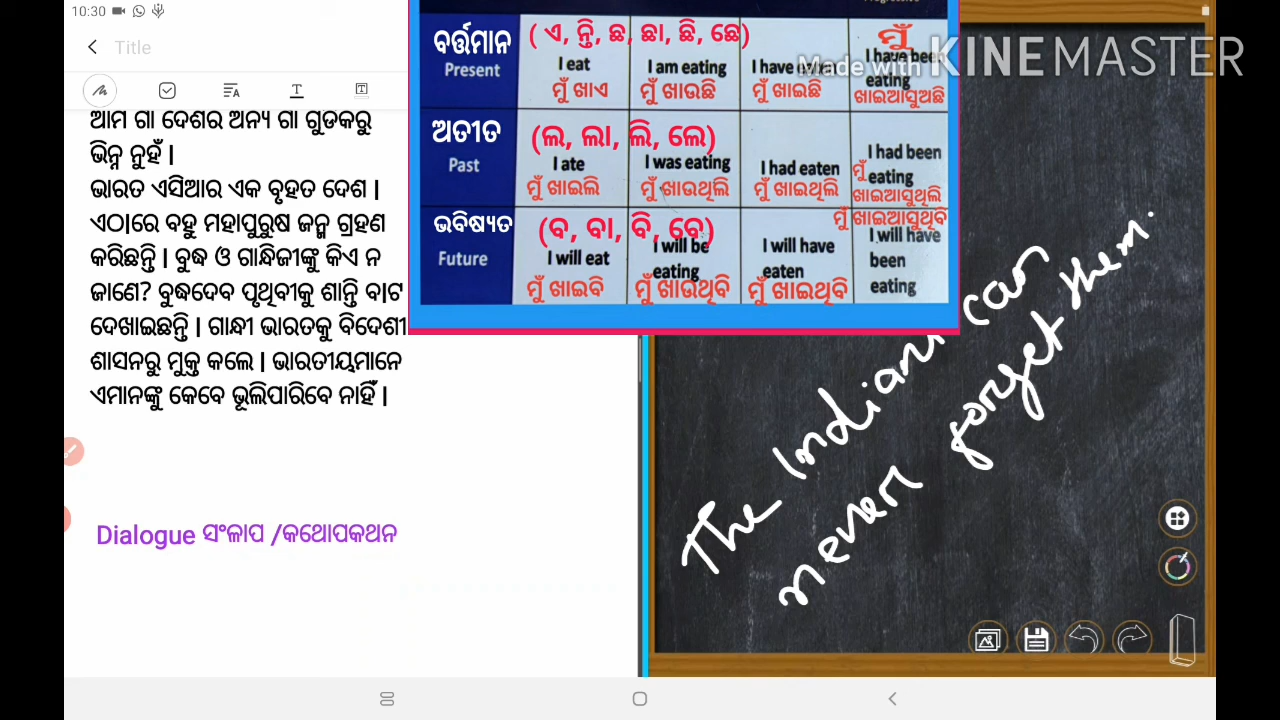 10:30
Title
ଆମ ଗାଁ ଦେଶର ଅନ୍ୟ ଗାଁ ଗୁଡିକରୁ
ଭିନ୍ନ ନୁହଁ |
ଭାରତ ଏସିଆର ଏକ ବୃହତ ଦେଶ |
ଏଠାରେ ବହୁ ମହାପୁରୁଷ ଜନ୍ମ ଗ୍ରହଣ
କରିଛନ୍ତି | ବୁଦ୍ଧ ଓ ଗାନ୍ଧିଜୀଙ୍କୁ କିଏ ନ
ଜାଣେ? ବୁଦ୍ଧଦେବ ପୃଥିବୀକୁ ଶାନ୍ତି ବାଟ
ଦେଖାଇଛନ୍ତି | ଗାନ୍ଧୀ ଭାରତକୁ ବିଦେଶୀ
ଶାସନରୁ ମୁକ୍ତ କଲେ | ଭାରତୀୟମାନେ
ଏମାନଙ୍କୁ କେବେ ଭୂଲିପାରିବେ ନାହିଁ |
Dialogue ସଂଳାପ /କଥୋପକଥନ
ବର୍ତ୍ତମାନ ( ଏ, ନ୍ତି, ଛ, ଛା, ଛି, ଛେ) ମୁଁ
Present I eat I am eating I have I have been eating
ମୁଁ ଖାଏ ମୁଁ ଖାଉଛି ମୁଁ ଖାଇଛି ଖାଇଆସୁଅଛି
ଅତୀତ (ଲ, ଲା, ଲି, ଲେ)
Past I ate I was eating I had eaten I had been eating
ମୁଁ ଖାଇଲି ମୁଁ ଖାଉଥିଲି ମୁଁ ଖାଇଥିଲି ମୁଁ ଖାଇଆସୁଥିଲି
ଭବିଷ୍ୟତ (ବ, ବା, ବି, ବେ) ମୁଁ ଖାଇଆସୁଥିବି
Future I will eat I will be eating I will have eaten I will have been eating
ମୁଁ ଖାଇବି ମୁଁ ଖାଉଥିବି ମୁଁ ଖାଇଥିବି
Made with KINEMASTER
The Indians can
never forget them.